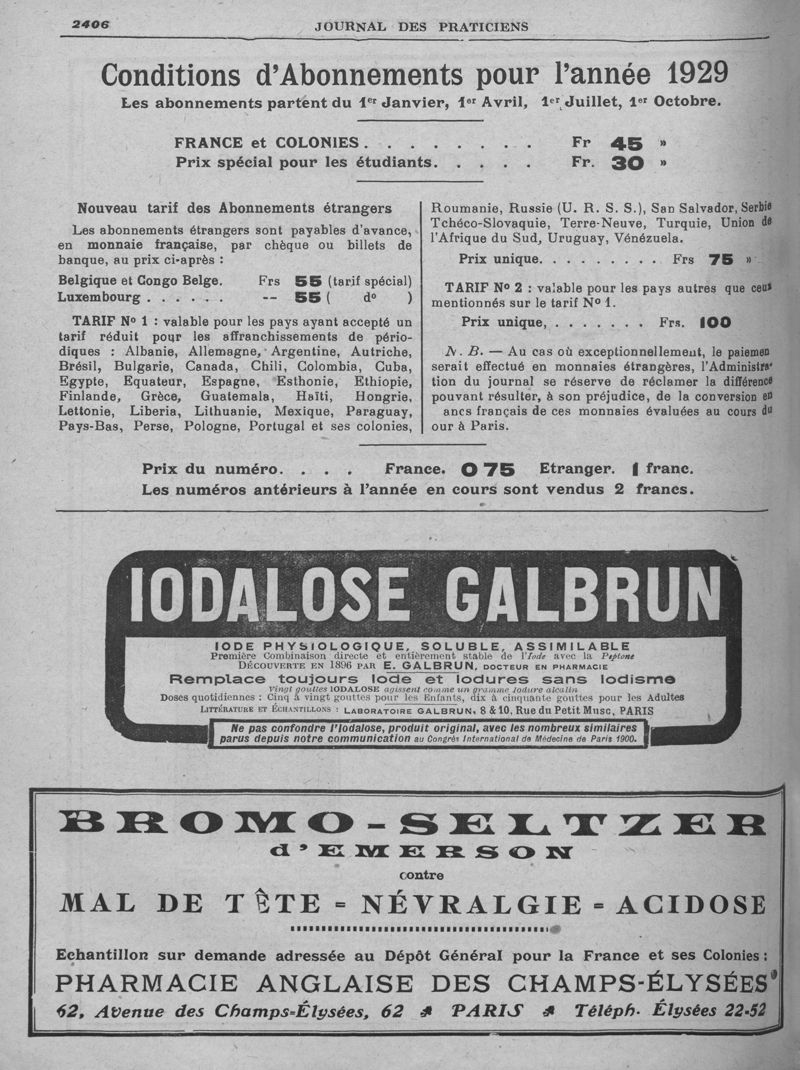 2406
JOURNAL DES PRATICIENS
Conditions d'Abonnements pour l'année 1929
Les abonnements partent du 1er Janvier, 1er Avril, 1er Juillet, 1er Octobre.
FRANCE et COLONIES . . . . . . . . Fr 45 »
Prix spécial pour les étudiants . . . . . Fr. 30 »
Nouveau tarif des Abonnements étrangers
Les abonnements étrangers sont payables d'avance,
en monnaie française, par chèque ou billets de
banque, au prix ci-après :
Belgique et Congo Belge. Frs 55 (tarif spécial)
Luxembourg . . . . . . -- 55 ( do )
TARIF No 1 : valable pour les pays ayant accepté un
tarif réduit pour les affranchissements de pério-
diques : Albanie, Allemagne, Argentine, Autriche,
Brésil, Bulgarie, Canada, Chili, Colombia, Cuba,
Egypte, Equateur, Espagne, Esthonie, Ethiopie,
Finlande, Grèce, Guatemala, Haïti, Hongrie,
Lettonie, Liberia, Lithuanie, Mexique, Paraguay,
Pays-Bas, Perse, Pologne, Portugal et ses colonies,
Roumanie, Russie (U. R. S. S.), San Salvador, Serbie
Tchéco-Slovaquie, Terre-Neuve, Turquie, Union de
l'Afrique du Sud, Uruguay, Vénézuela.
Prix unique. . . . . . . . . Frs 75 »
TARIF No 2 : valable pour les pays autres que ceux
mentionnés sur le tarif No 1.
Prix unique, . . . . . . . Frs. 100
N. B. — Au cas où exceptionnellement, le paiemen
serait effectué en monnaies étrangères, l'Administra-
tion du journal se réserve de réclamer la différence
pouvant résulter, à son préjudice, de la conversion en
ancs français de ces monnaies évaluées au cours du
our à Paris.
Prix du numéro. . . . France. 0 75 Etranger. 1 franc.
Les numéros antérieurs à l'année en cours sont vendus 2 francs.
IODALOSE GALBRUN
IODE PHYSIOLOGIQUE, SOLUBLE, ASSIMILABLE
Première Combinaison directe et entièrement stable de l'Iode avec la Peptone
DÉCOUVERTE EN 1896 PAR E. GALBRUN, DOCTEUR EN PHARMACIE
Remplace toujours Iode et Iodures sans Iodisme
Vingt gouttes IODALOSE agissent comme un gramme Iodure alcalin
Doses quotidiennes : Cinq à vingt gouttes pour les Enfants, dix à cinquante gouttes pour les Adultes
LITTÉRATURE ET ÉCHANTILLONS : LABORATOIRE GALBRUN, 8 & 10, Rue du Petit Musc, PARIS
Ne pas confondre l'Iodalose, produit original, avec les nombreux similaires
parus depuis notre communication au Congrès International de Médecine de Paris 1900.
BROMO-SELTZER
d'EMERSON
contre
MAL DE TÊTE = NÉVRALGIE = ACIDOSE
Echantillon sur demande adressée au Dépôt Général pour la France et ses Colonies :
PHARMACIE ANGLAISE DES CHAMPS-ÉLYSÉES
62, Avenue des Champs-Élysées, 62 PARIS Téléph. Élysées 22-52